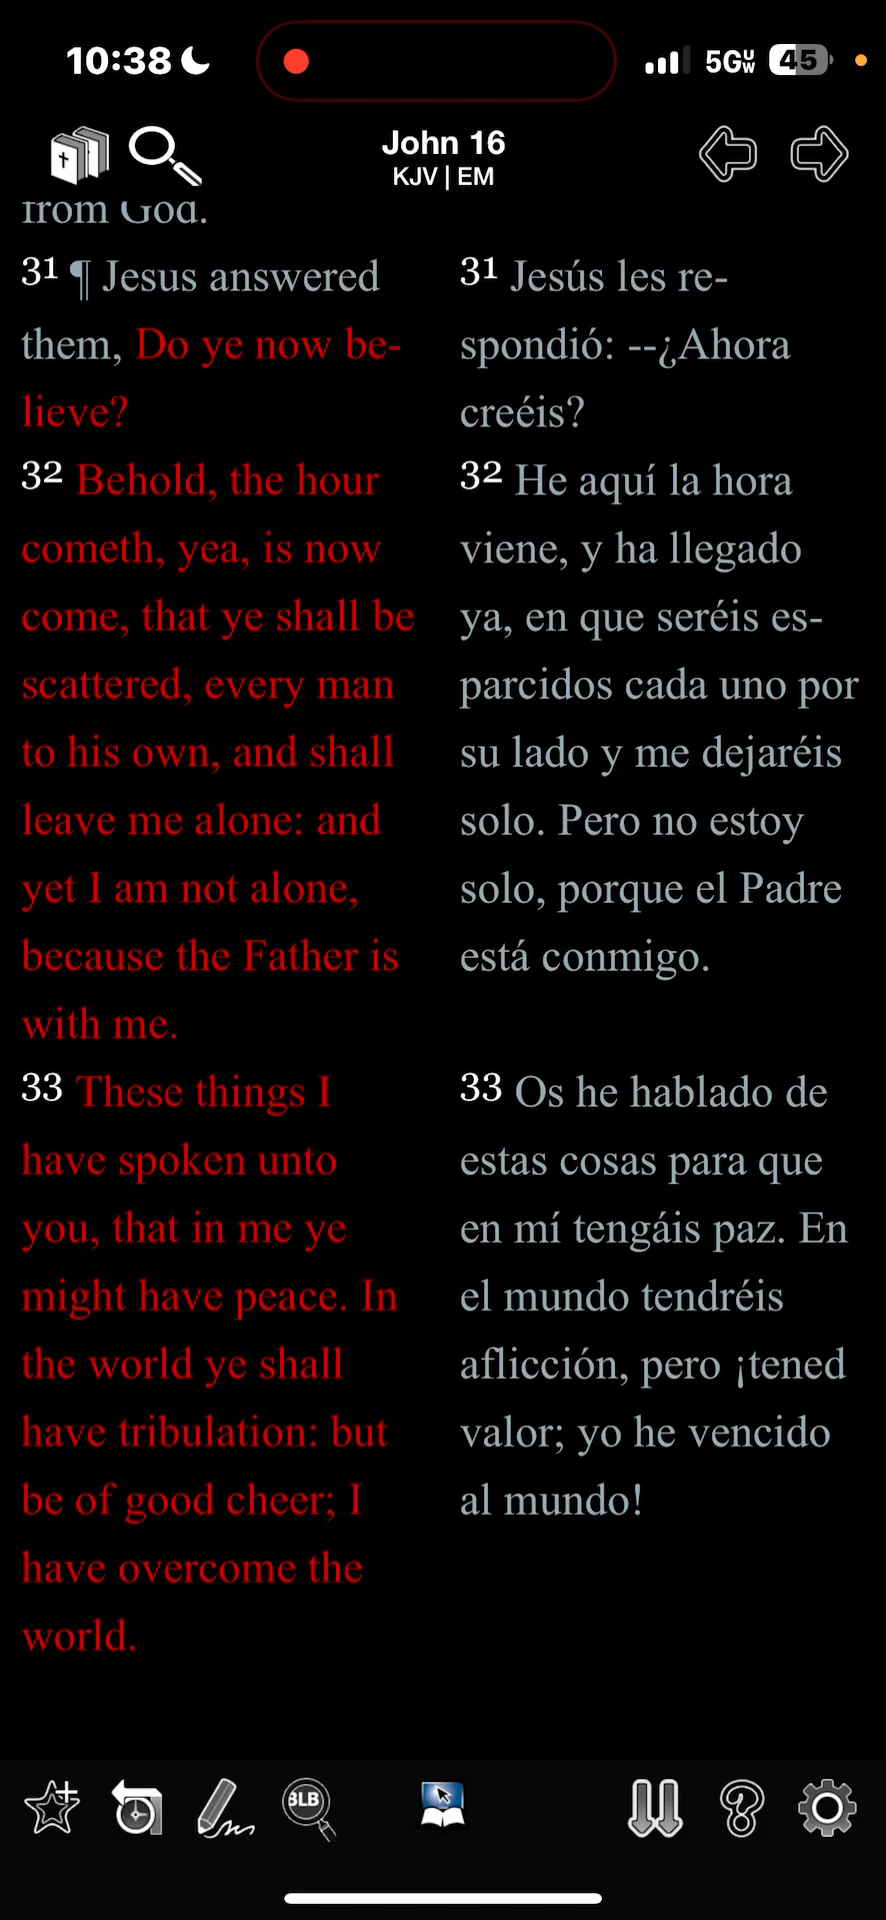 10:38
5G UW
45
John 16
KJV | EM
from God.
31 ¶ Jesus answered
them, Do ye now be-
lieve?
32 Behold, the hour
cometh, yea, is now
come, that ye shall be
scattered, every man
to his own, and shall
leave me alone: and
yet I am not alone,
because the Father is
with me.
33 These things I
have spoken unto
you, that in me ye
might have peace. In
the world ye shall
have tribulation: but
be of good cheer; I
have overcome the
world.
31 Jesús les re-
spondió: --¿Ahora
creéis?
32 He aquí la hora
viene, y ha llegado
ya, en que seréis es-
parcidos cada uno por
su lado y me dejaréis
solo. Pero no estoy
solo, porque el Padre
está conmigo.
33 Os he hablado de
estas cosas para que
en mí tengáis paz. En
el mundo tendréis
aflicción, pero ¡tened
valor; yo he vencido
al mundo!
BLB